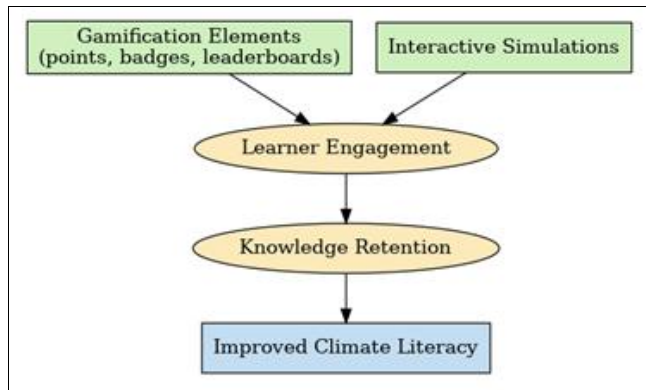 Gamification Elements
(points, badges, leaderboards)
Interactive Simulations
Learner Engagement
Knowledge Retention
Improved Climate Literacy